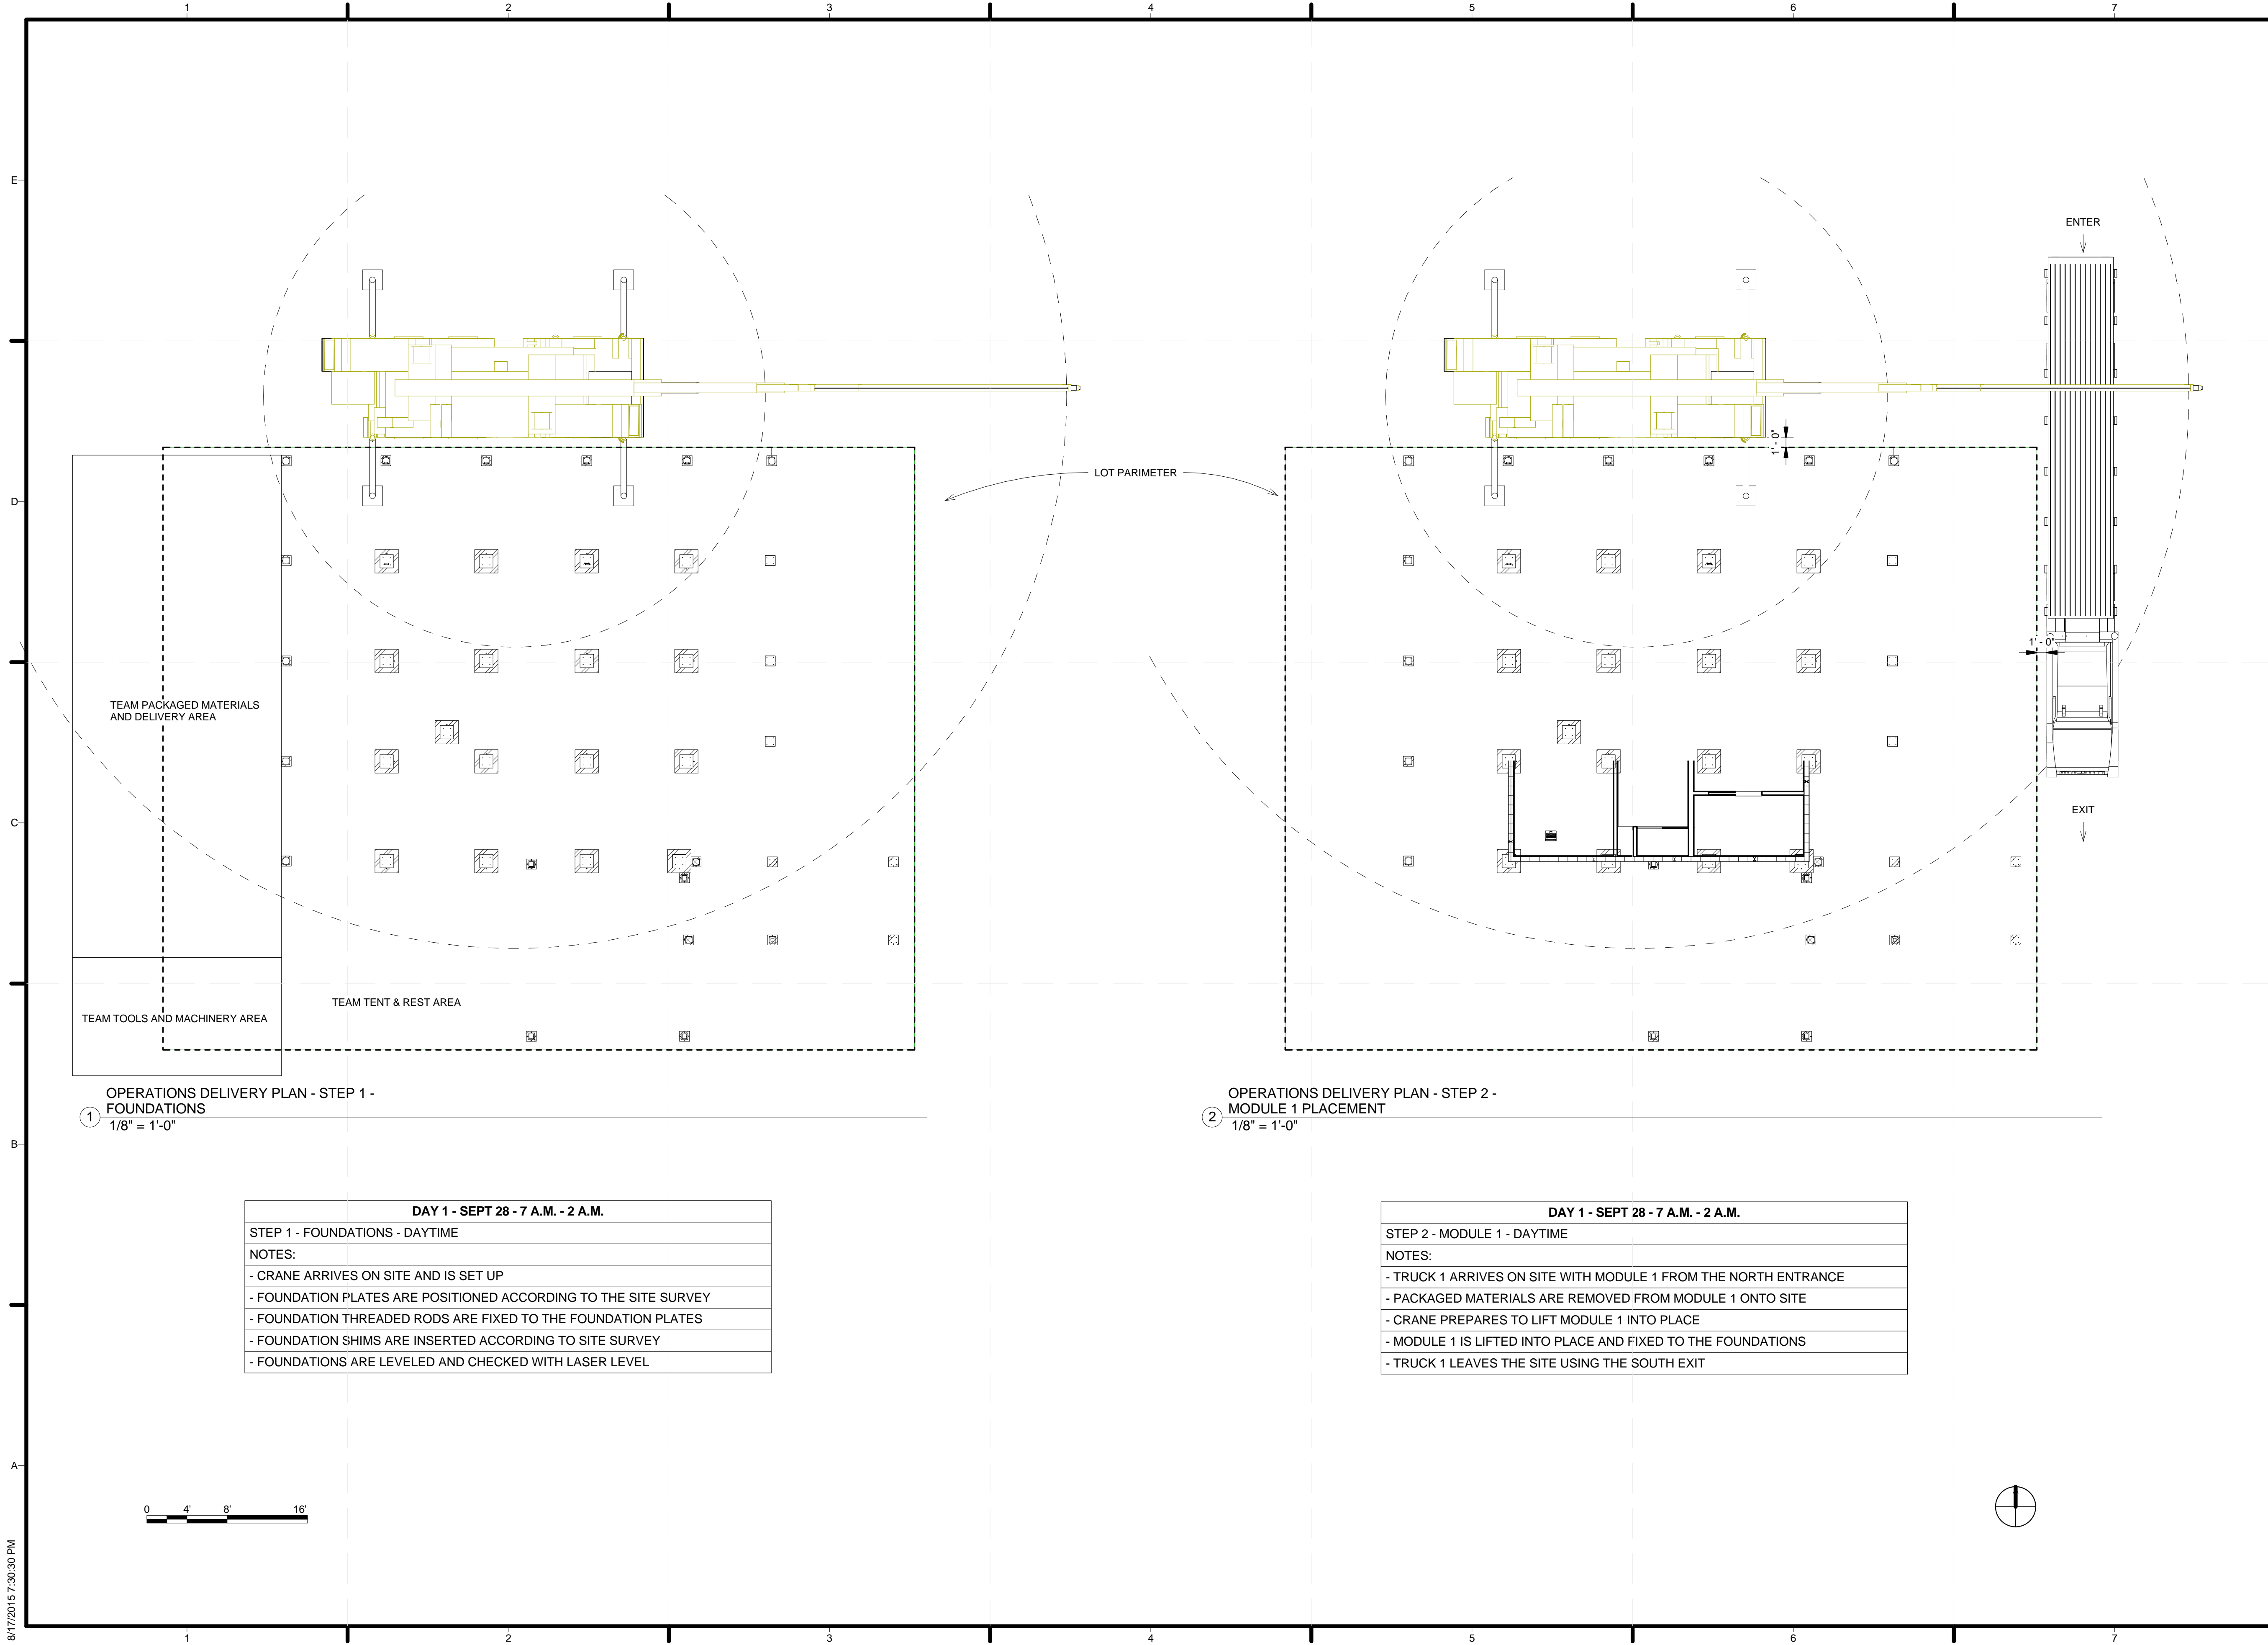 1 2 3 4 5 6 7
E
D
C
B
A
ENTER
1' - 0"
LOT PARIMETER
1' - 0"
TEAM PACKAGED MATERIALS
AND DELIVERY AREA
EXIT
TEAM TENT & REST AREA
TEAM TOOLS AND MACHINERY AREA
OPERATIONS DELIVERY PLAN - STEP 1 -
FOUNDATIONS
1
1/8" = 1'-0"
OPERATIONS DELIVERY PLAN - STEP 2 -
MODULE 1 PLACEMENT
2
1/8" = 1'-0"
DAY 1 - SEPT 28 - 7 A.M. - 2 A.M.
STEP 1 - FOUNDATIONS - DAYTIME
NOTES:
- CRANE ARRIVES ON SITE AND IS SET UP
- FOUNDATION PLATES ARE POSITIONED ACCORDING TO THE SITE SURVEY
- FOUNDATION THREADED RODS ARE FIXED TO THE FOUNDATION PLATES
- FOUNDATION SHIMS ARE INSERTED ACCORDING TO SITE SURVEY
- FOUNDATIONS ARE LEVELED AND CHECKED WITH LASER LEVEL
DAY 1 - SEPT 28 - 7 A.M. - 2 A.M.
STEP 2 - MODULE 1 - DAYTIME
NOTES:
- TRUCK 1 ARRIVES ON SITE WITH MODULE 1 FROM THE NORTH ENTRANCE
- PACKAGED MATERIALS ARE REMOVED FROM MODULE 1 ONTO SITE
- CRANE PREPARES TO LIFT MODULE 1 INTO PLACE
- MODULE 1 IS LIFTED INTO PLACE AND FIXED TO THE FOUNDATIONS
- TRUCK 1 LEAVES THE SITE USING THE SOUTH EXIT
0 4' 8' 16'
8/17/2015 7:30:30 PM
1 2 3 4 5 6 7